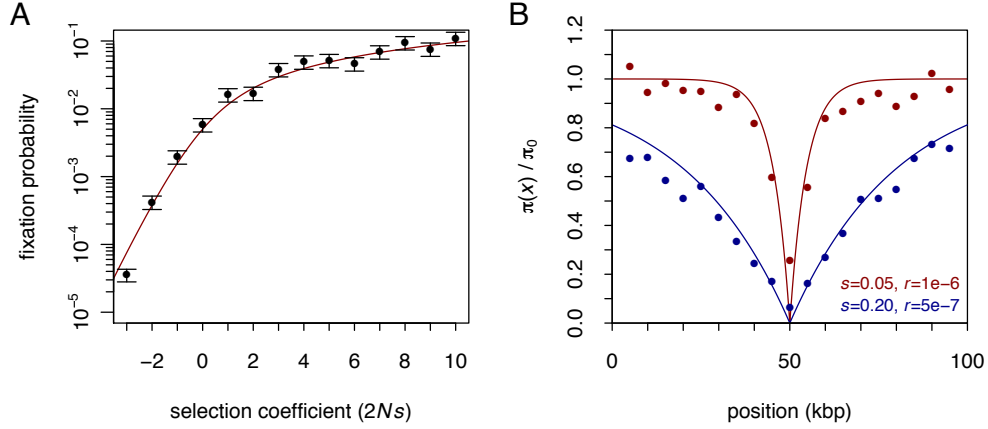 A
fixation probability
10⁻¹
10⁻²
10⁻³
10⁻⁴
10⁻⁵
−2 0 2 4 6 8 10
selection coefficient (2Ns)
B
π(x) / π₀
1.2
1.0
0.8
0.6
0.4
0.2
0.0
s=0.05, r=1e−6
s=0.20, r=5e−7
0 50 100
position (kbp)